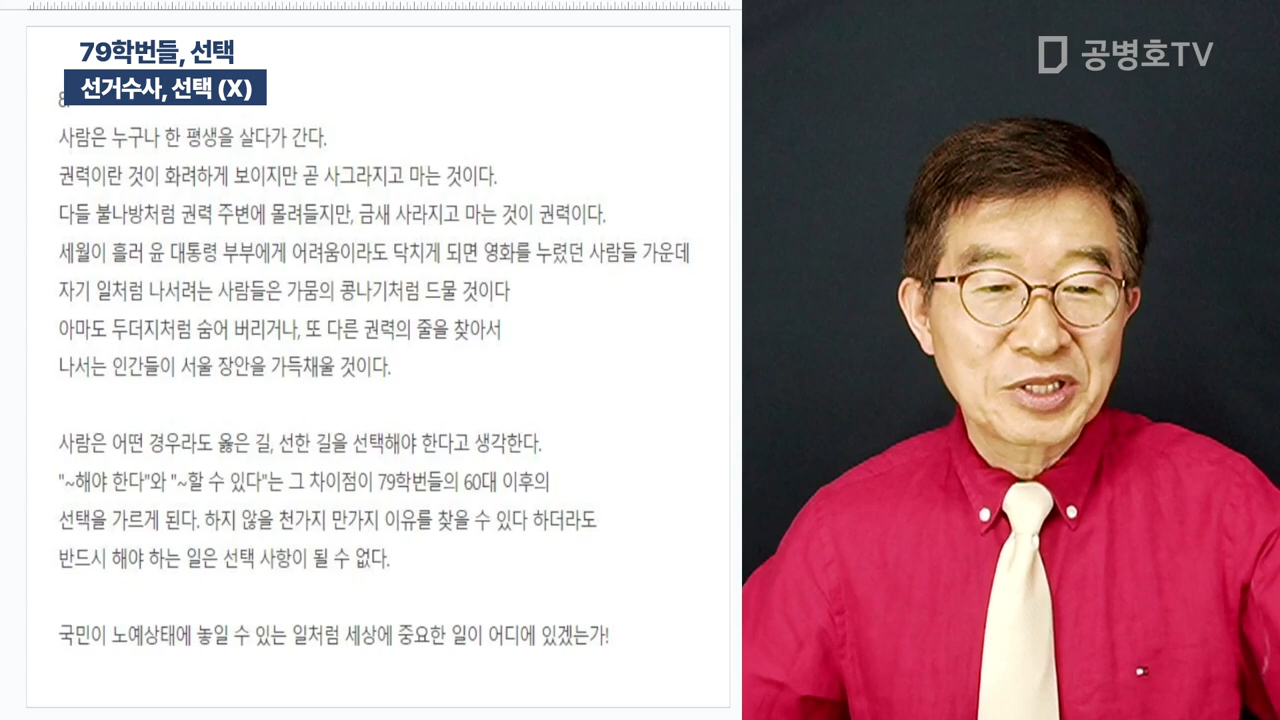 79학번들, 선택
선거수사, 선택 (X)
사람은 누구나 한 평생을 살다가 간다.
권력이란 것이 화려하게 보이지만 곧 사그라지고 마는 것이다.
다들 불나방처럼 권력 주변에 몰려들지만, 금새 사라지고 마는 것이 권력이다.
세월이 흘러 윤 대통령 부부에게 어려움이라도 닥치게 되면 영화를 누렸던 사람들 가운데
자기 일처럼 나서려는 사람들은 가뭄의 콩나기처럼 드물 것이다
아마도 두더지처럼 숨어 버리거나, 또 다른 권력의 줄을 찾아서
나서는 인간들이 서울 장안을 가득채울 것이다.
사람은 어떤 경우라도 옳은 길, 선한 길을 선택해야 한다고 생각한다.
"~해야 한다"와 "~할 수 있다"는 그 차이점이 79학번들의 60대 이후의
선택을 가르게 된다. 하지 않을 천가지 만가지 이유를 찾을 수 있다 하더라도
반드시 해야 하는 일은 선택 사항이 될 수 없다.
국민이 노예상태에 놓일 수 있는 일처럼 세상에 중요한 일이 어디에 있겠는가!
공병호TV